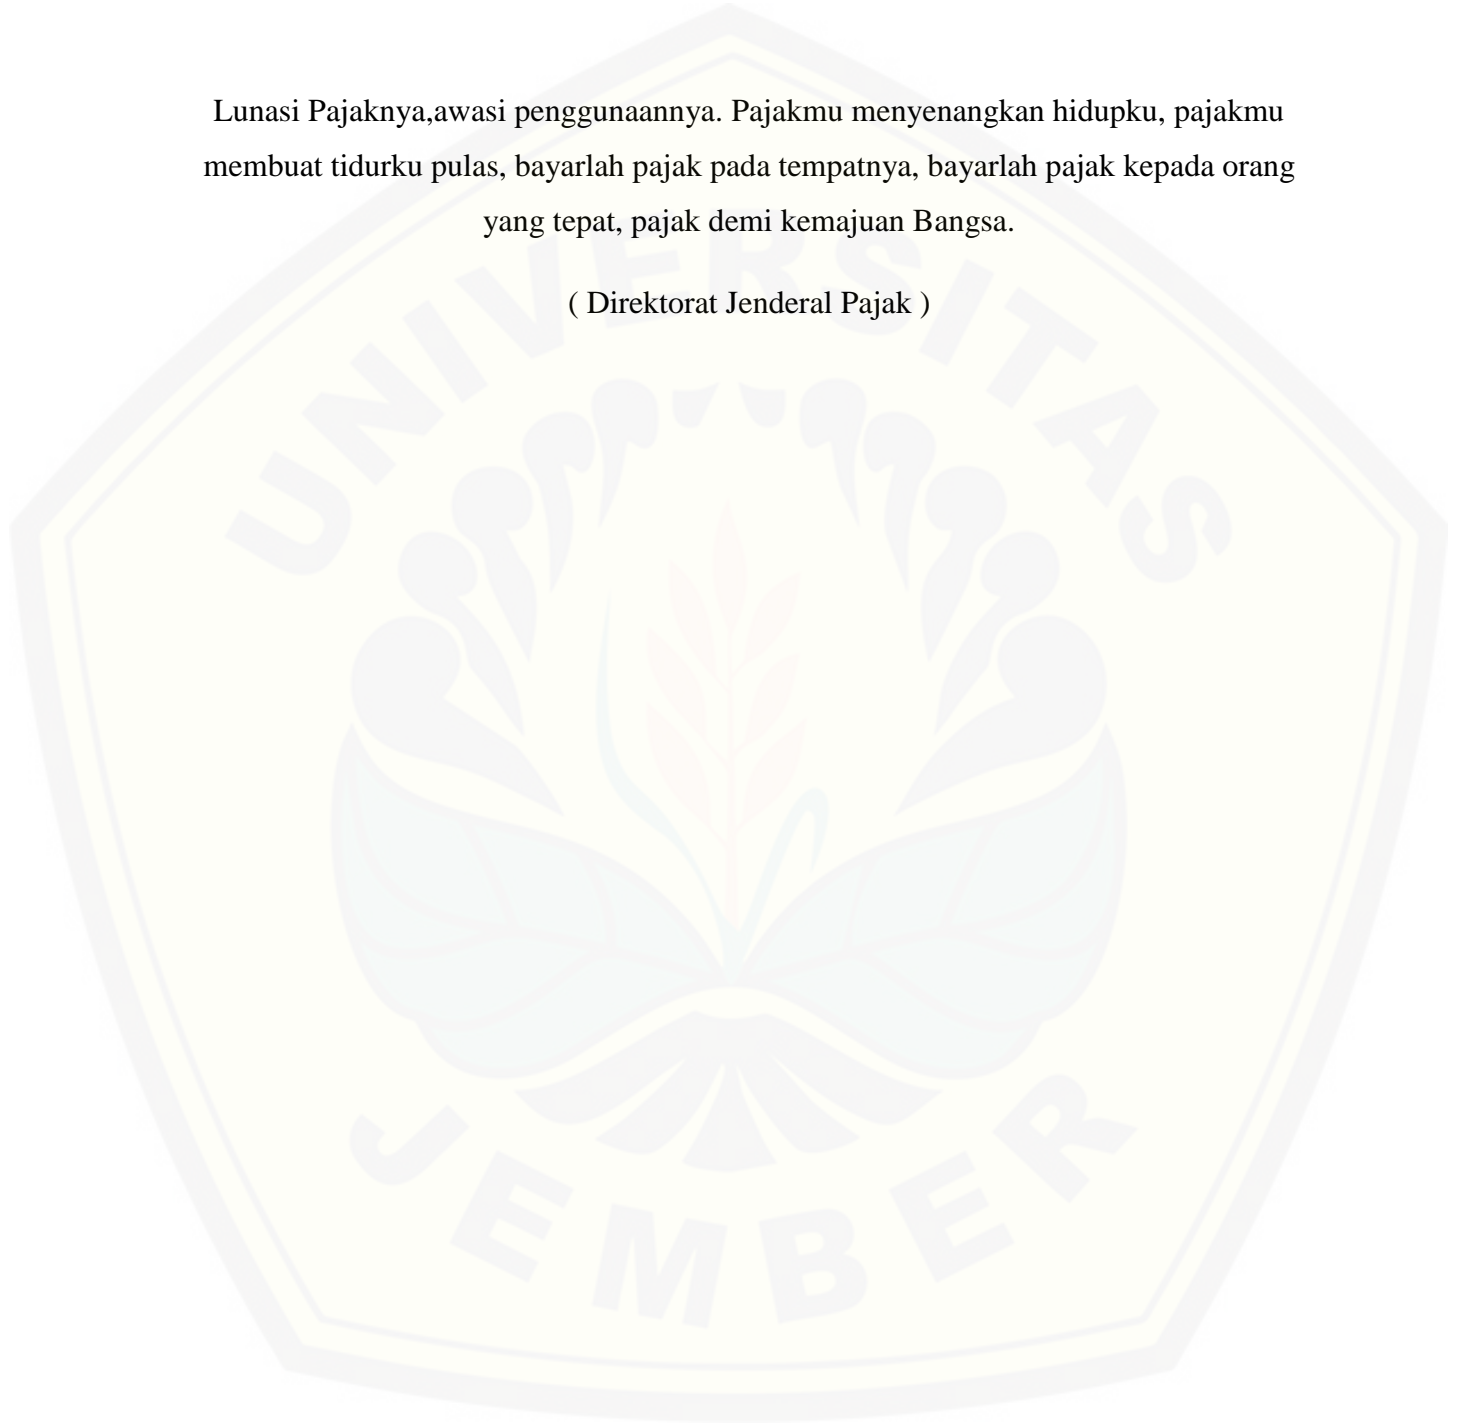 Lunasi Pajaknya,awasi penggunaannya. Pajakmu menyenangkan hidupku, pajakmu
membuat tidurku pulas, bayarlah pajak pada tempatnya, bayarlah pajak kepada orang
yang tepat, pajak demi kemajuan Bangsa.
( Direktorat Jenderal Pajak )
UNIVERSITAS
JEMBER